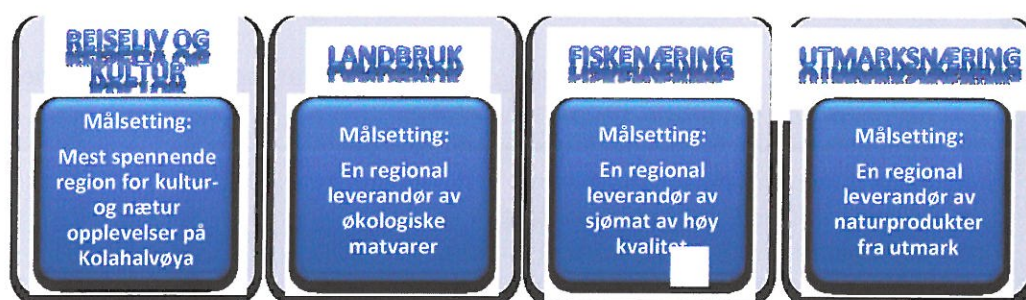 REISELIV OG
KULTUR
Målsetting:
Mest spennende
region for kultur-
og nætur
opplevelser på
Kolahalvøya
LANDBRUK
Målsetting:
En regional
leverandør av
økologiske
matvarer
FISKENÆRING
Målsetting:
En regional
leverandør av
sjømat av høy
kvalitet
UTMARKSNÆRING
Målsetting:
En regional
leverandør av
naturprodukter
fra utmark